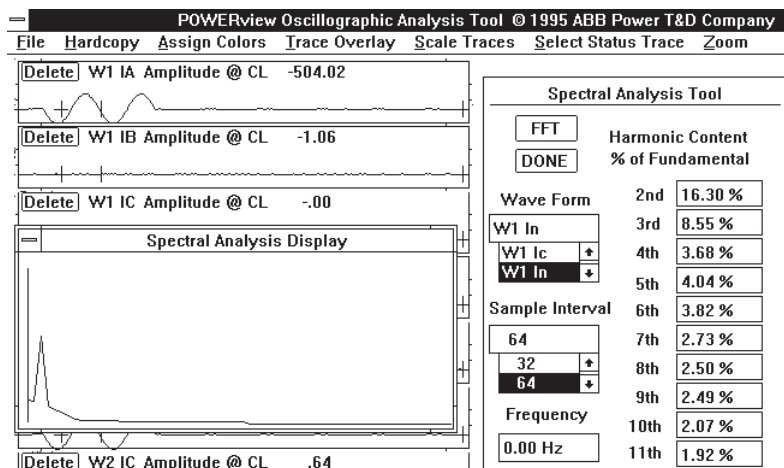 POWERview Oscillographic Analysis Tool © 1995 ABB Power T&D Company
File Hardcopy Assign Colors Trace Overlay Scale Traces Select Status Trace Zoom
Delete W1 IA Amplitude @ CL -504.02
Delete W1 IB Amplitude @ CL -1.06
Delete W1 IC Amplitude @ CL -.00
Spectral Analysis Display
Delete W2 IC Amplitude @ CL .64
Spectral Analysis Tool
FFT
DONE
Wave Form
W1 In
W1 Ic
W1 In
Sample Interval
64
32
64
Frequency
0.00 Hz
Harmonic Content
% of Fundamental
2nd 16.30 %
3rd 8.55 %
4th 3.68 %
5th 4.04 %
6th 3.82 %
7th 2.73 %
8th 2.50 %
9th 2.49 %
10th 2.07 %
11th 1.92 %